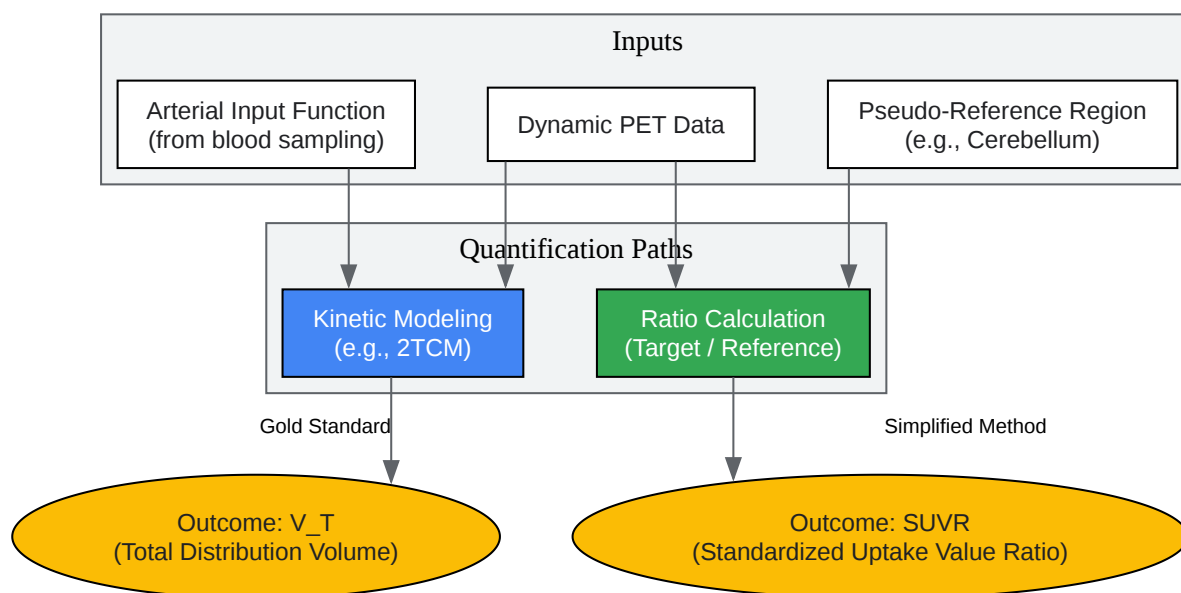 Inputs
Arterial Input Function
(from blood sampling)
Dynamic PET Data
Pseudo-Reference Region
(e.g., Cerebellum)
Quantification Paths
Kinetic Modeling
(e.g., 2TCM)
Ratio Calculation
(Target / Reference)
Gold Standard
Simplified Method
Outcome: V_T
(Total Distribution Volume)
Outcome: SUVR
(Standardized Uptake Value Ratio)